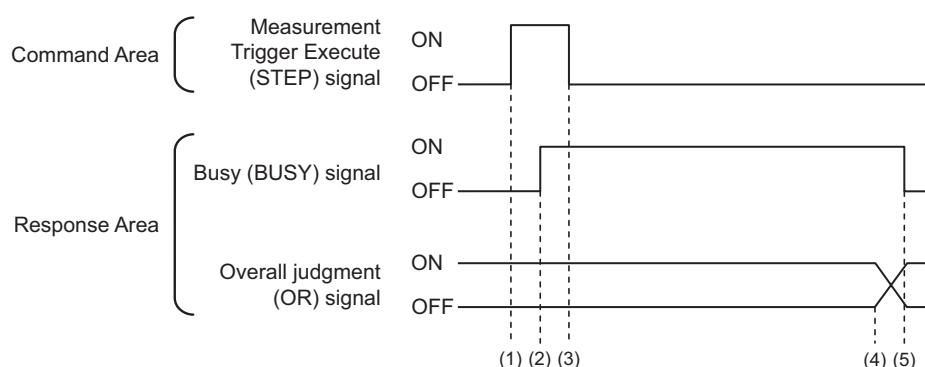 Command Area
Measurement
Trigger Execute
(STEP) signal
ON
OFF
Response Area
Busy (BUSY) signal
ON
OFF
Overall judgment
(OR) signal
ON
OFF
(1) (2) (3) (4) (5)